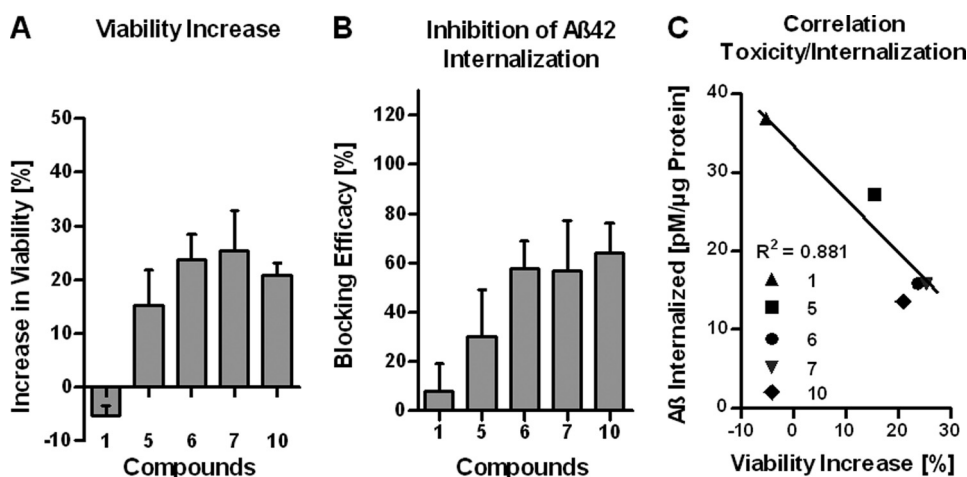 A
Viability Increase
Increase in Viability [%]
50
40
30
20
10
0
-10
1 5 6 7 10
Compounds
B
Inhibition of Aß42
Internalization
Blocking Efficacy [%]
120
100
80
60
40
20
0
1 5 6 7 10
Compounds
C
Correlation
Toxicity/Internalization
Aß Internalized [pM/µg Protein]
40
30
20
10
0
R² = 0.881
1
5
6
7
10
-10 0 10 20 30
Viability Increase [%]